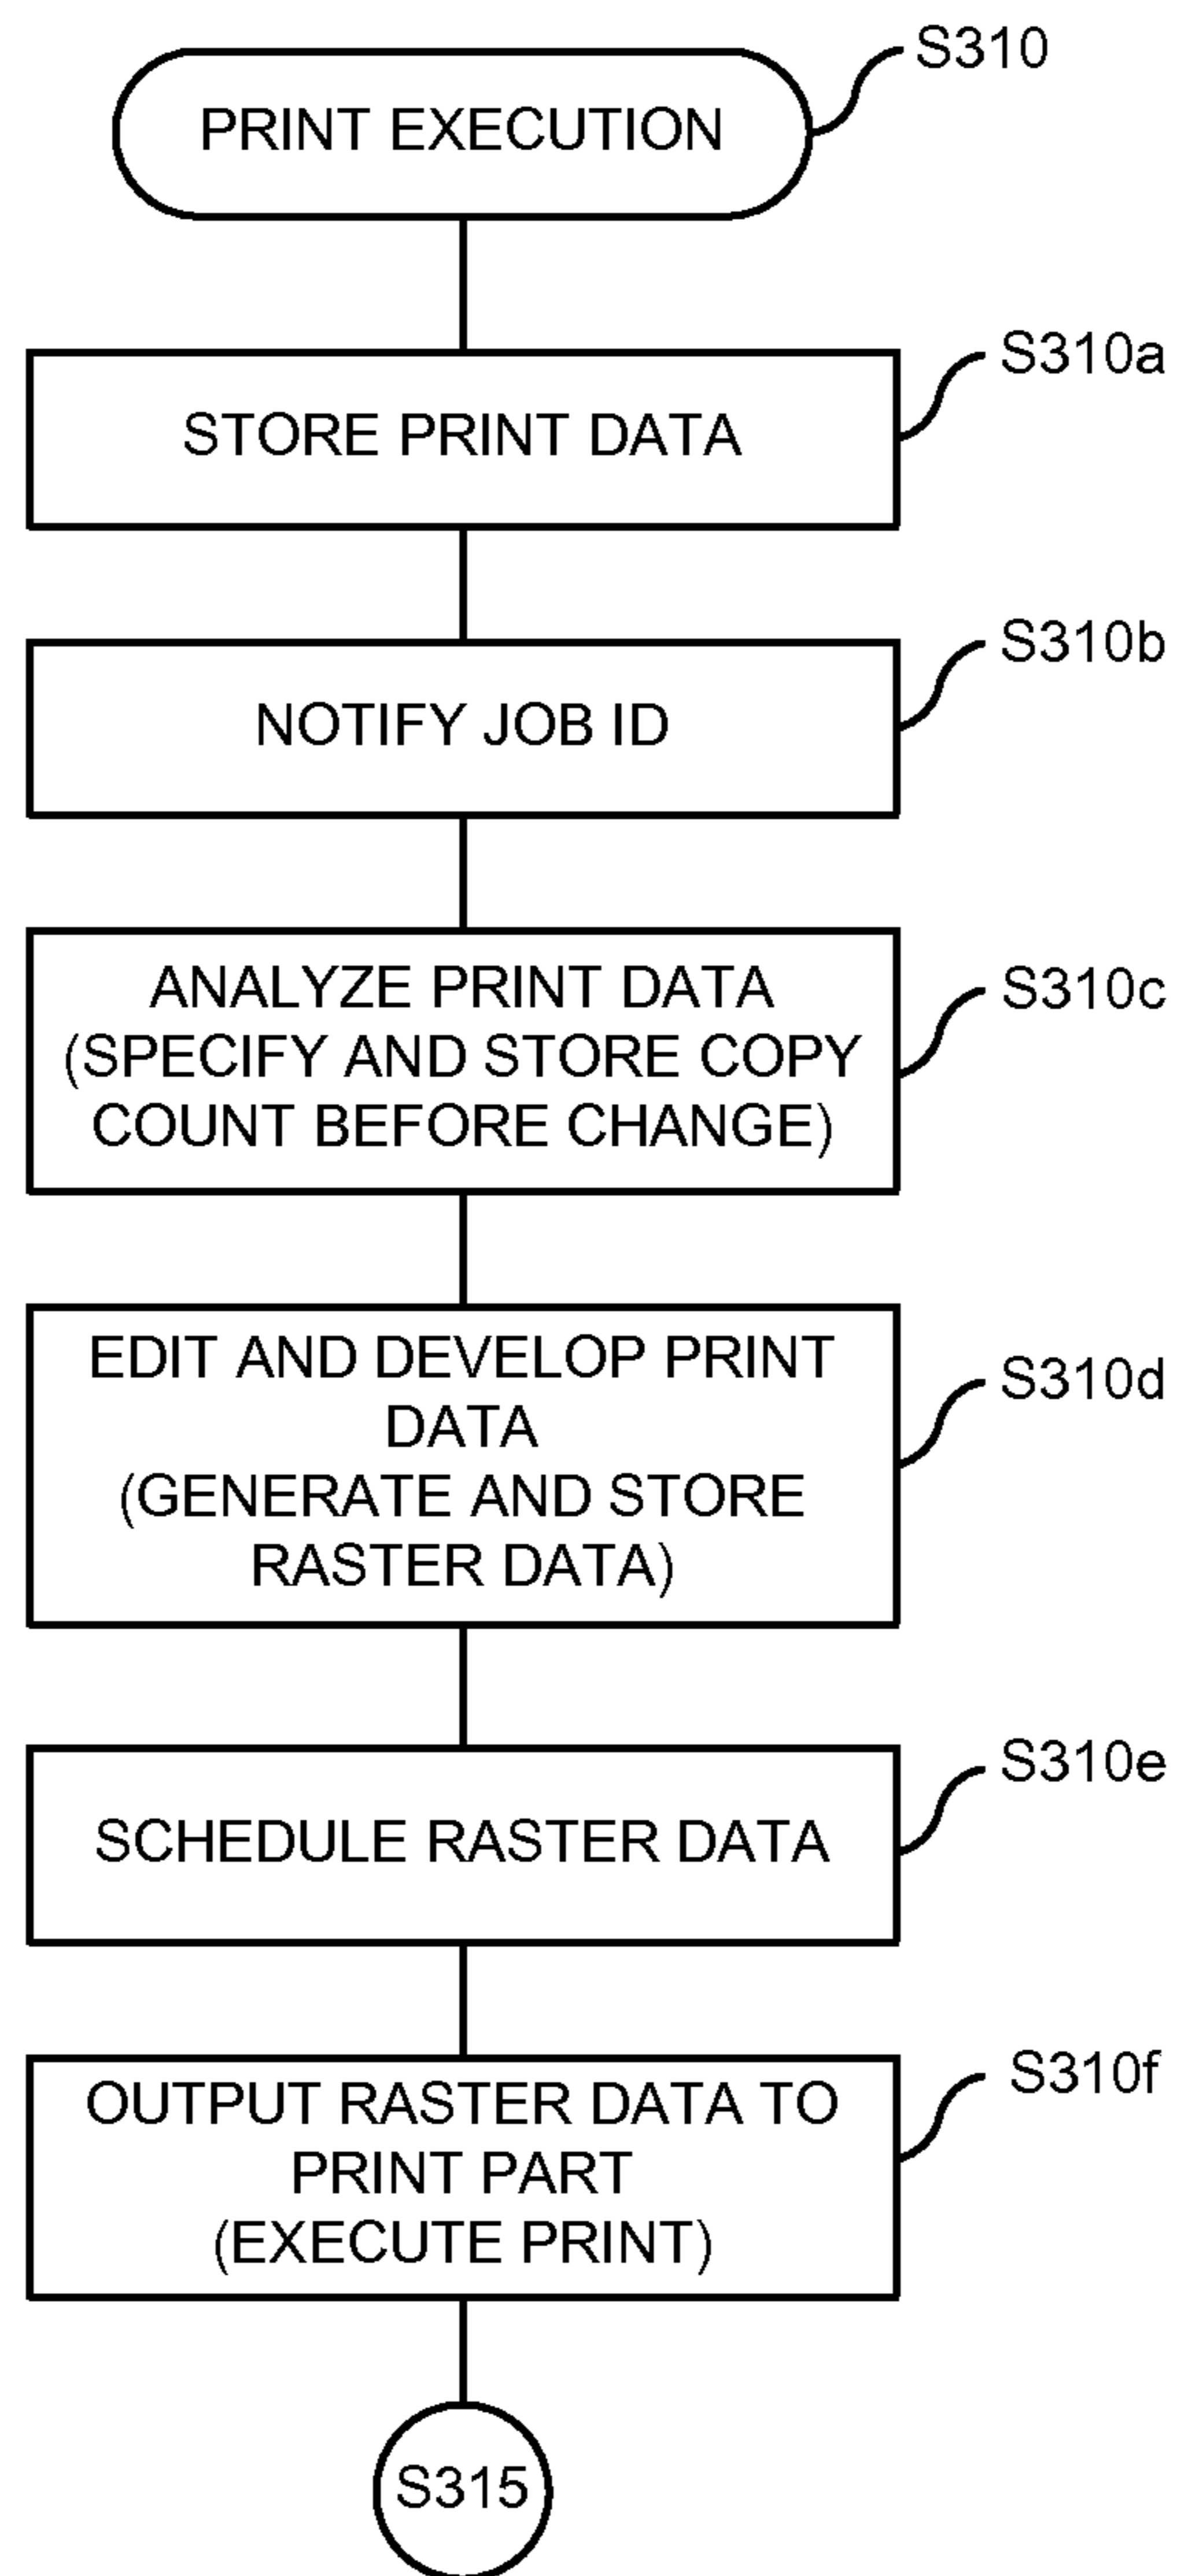 S310
PRINT EXECUTION
S310a
STORE PRINT DATA
S310b
NOTIFY JOB ID
S310c
ANALYZE PRINT DATA
(SPECIFY AND STORE COPY
COUNT BEFORE CHANGE)
S310d
EDIT AND DEVELOP PRINT
DATA
(GENERATE AND STORE
RASTER DATA)
S310e
SCHEDULE RASTER DATA
S310f
OUTPUT RASTER DATA TO
PRINT PART
(EXECUTE PRINT)
S315